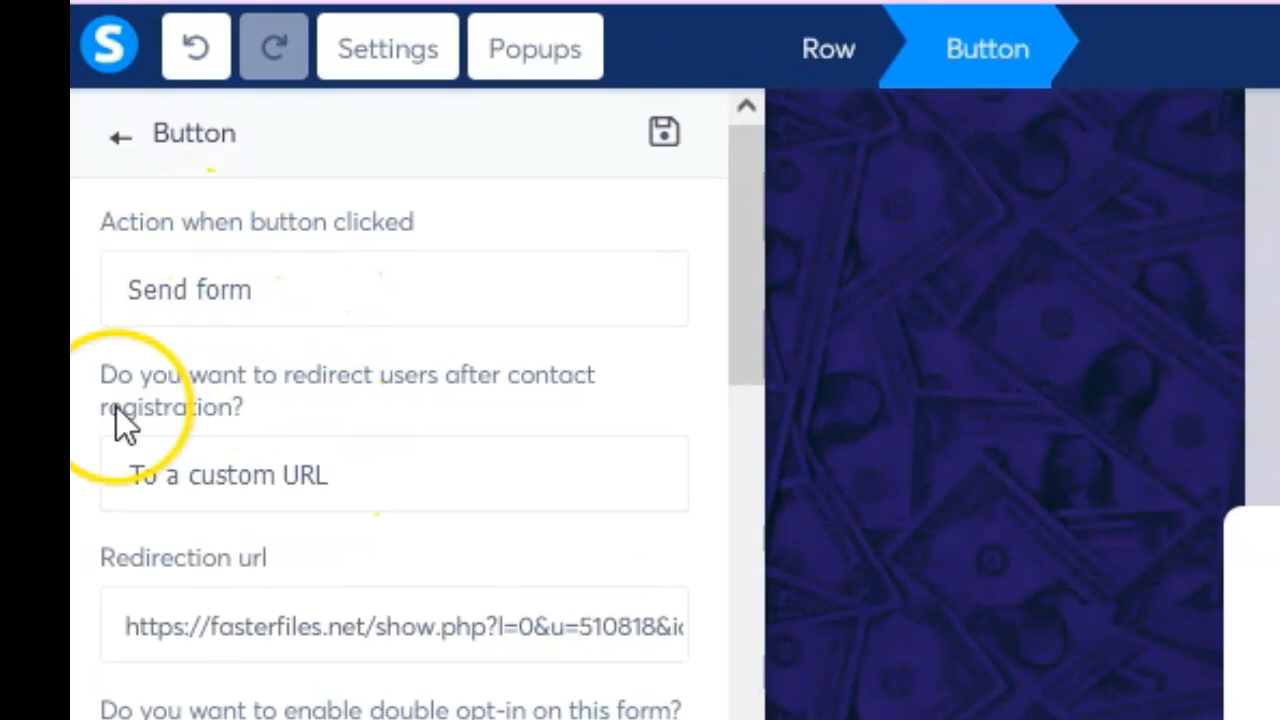 S
Settings
Popups
Row
Button
Button
Action when button clicked
Send form
Do you want to redirect users after contact
registration?
To a custom URL
Redirection url
https://fasterfiles.net/show.php?l=0&u=510818&i
Do you want to enable double opt-in on this form?